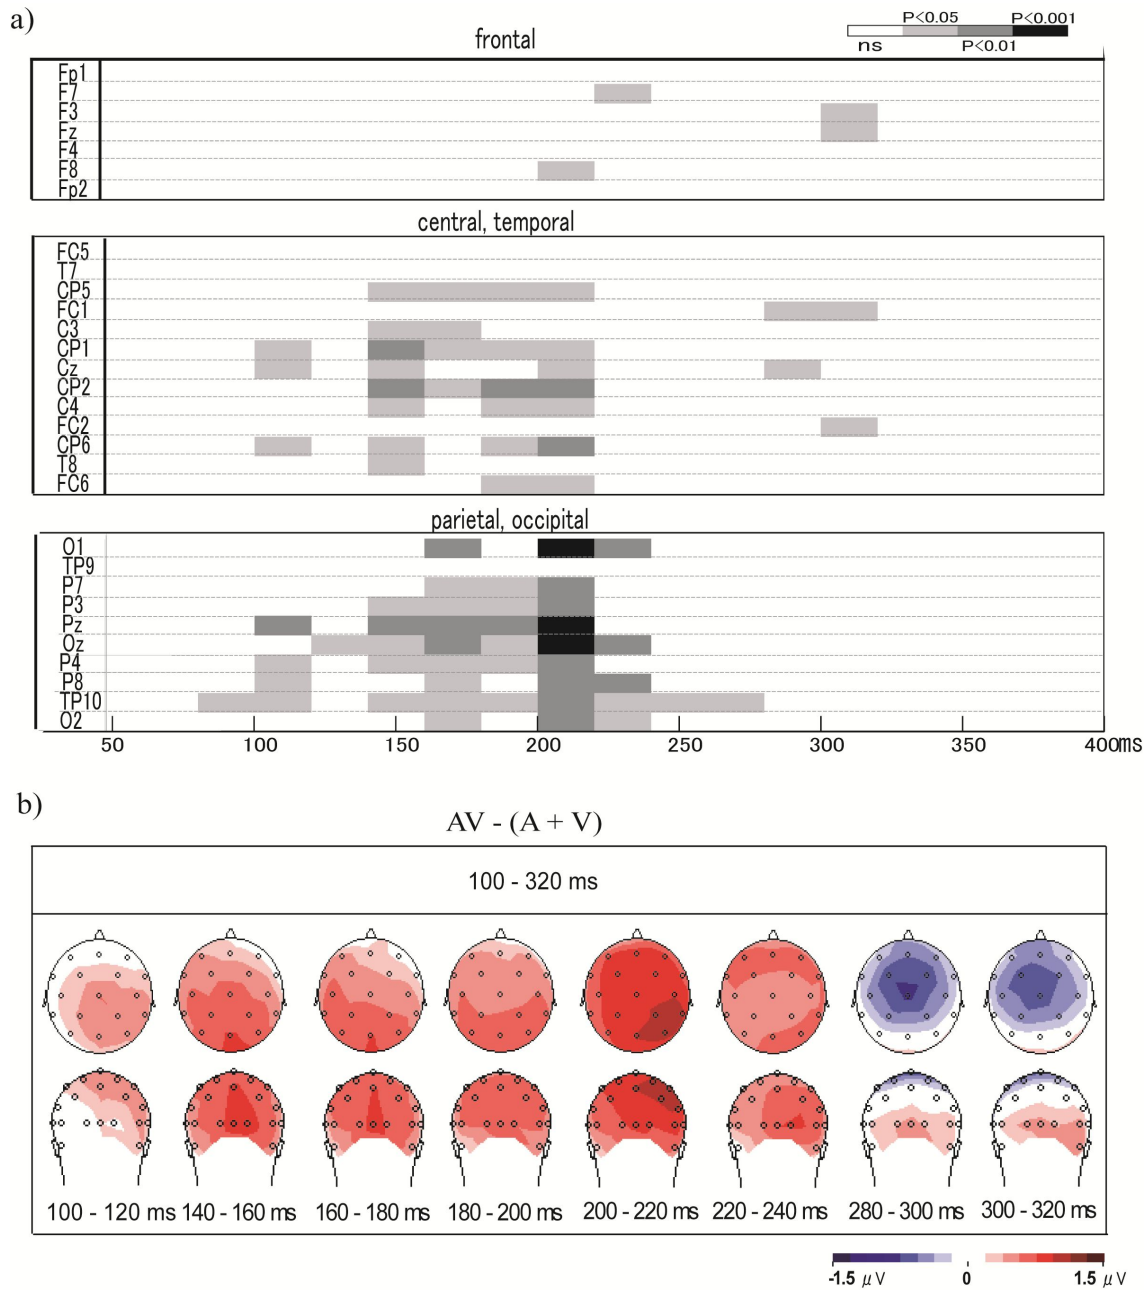 a)
P<0.05 P<0.001
ns P<0.01
frontal
Fp1
F7
F3
Fz
F4
F8
Fp2
central, temporal
FC5
T7
CP5
FC1
C3
CP1
Cz
CP2
C4
FC2
CP6
T8
FC6
parietal, occipital
O1
TP9
P7
P3
Pz
Oz
P4
P8
TP10
O2
50 100 150 200 250 300 350 400ms
b)
AV - (A + V)
100 - 320 ms
100 - 120 ms 140 - 160 ms 160 - 180 ms 180 - 200 ms 200 - 220 ms 220 - 240 ms 280 - 300 ms 300 - 320 ms
-1.5 μV 0 1.5 μV